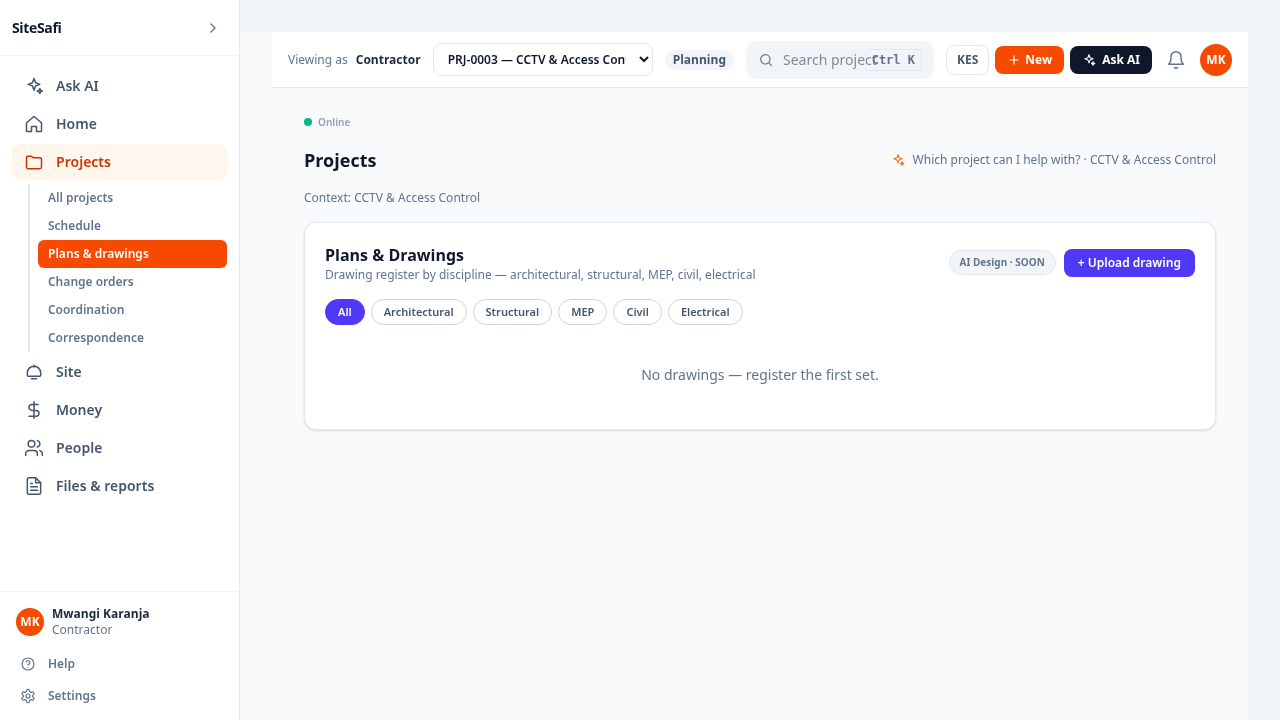 SiteSafi
Ask AI
Home
Projects
All projects
Schedule
Plans & drawings
Change orders
Coordination
Correspondence
Site
Money
People
Files & reports
MK
Mwangi Karanja
Contractor
Help
Settings
Viewing as Contractor
PRJ-0003 — CCTV & Access Con
Planning
Search project
Ctrl K
KES
New
Ask AI
MK
Online
Projects
Which project can I help with? · CCTV & Access Control
Context: CCTV & Access Control
Plans & Drawings
Drawing register by discipline — architectural, structural, MEP, civil, electrical
AI Design · SOON
+ Upload drawing
All
Architectural
Structural
MEP
Civil
Electrical
No drawings — register the first set.